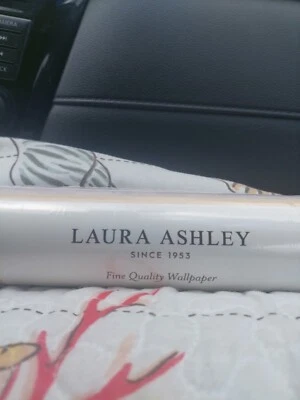 LAURA ASHLEY
SINCE 1953
Fine Quality Wallpaper